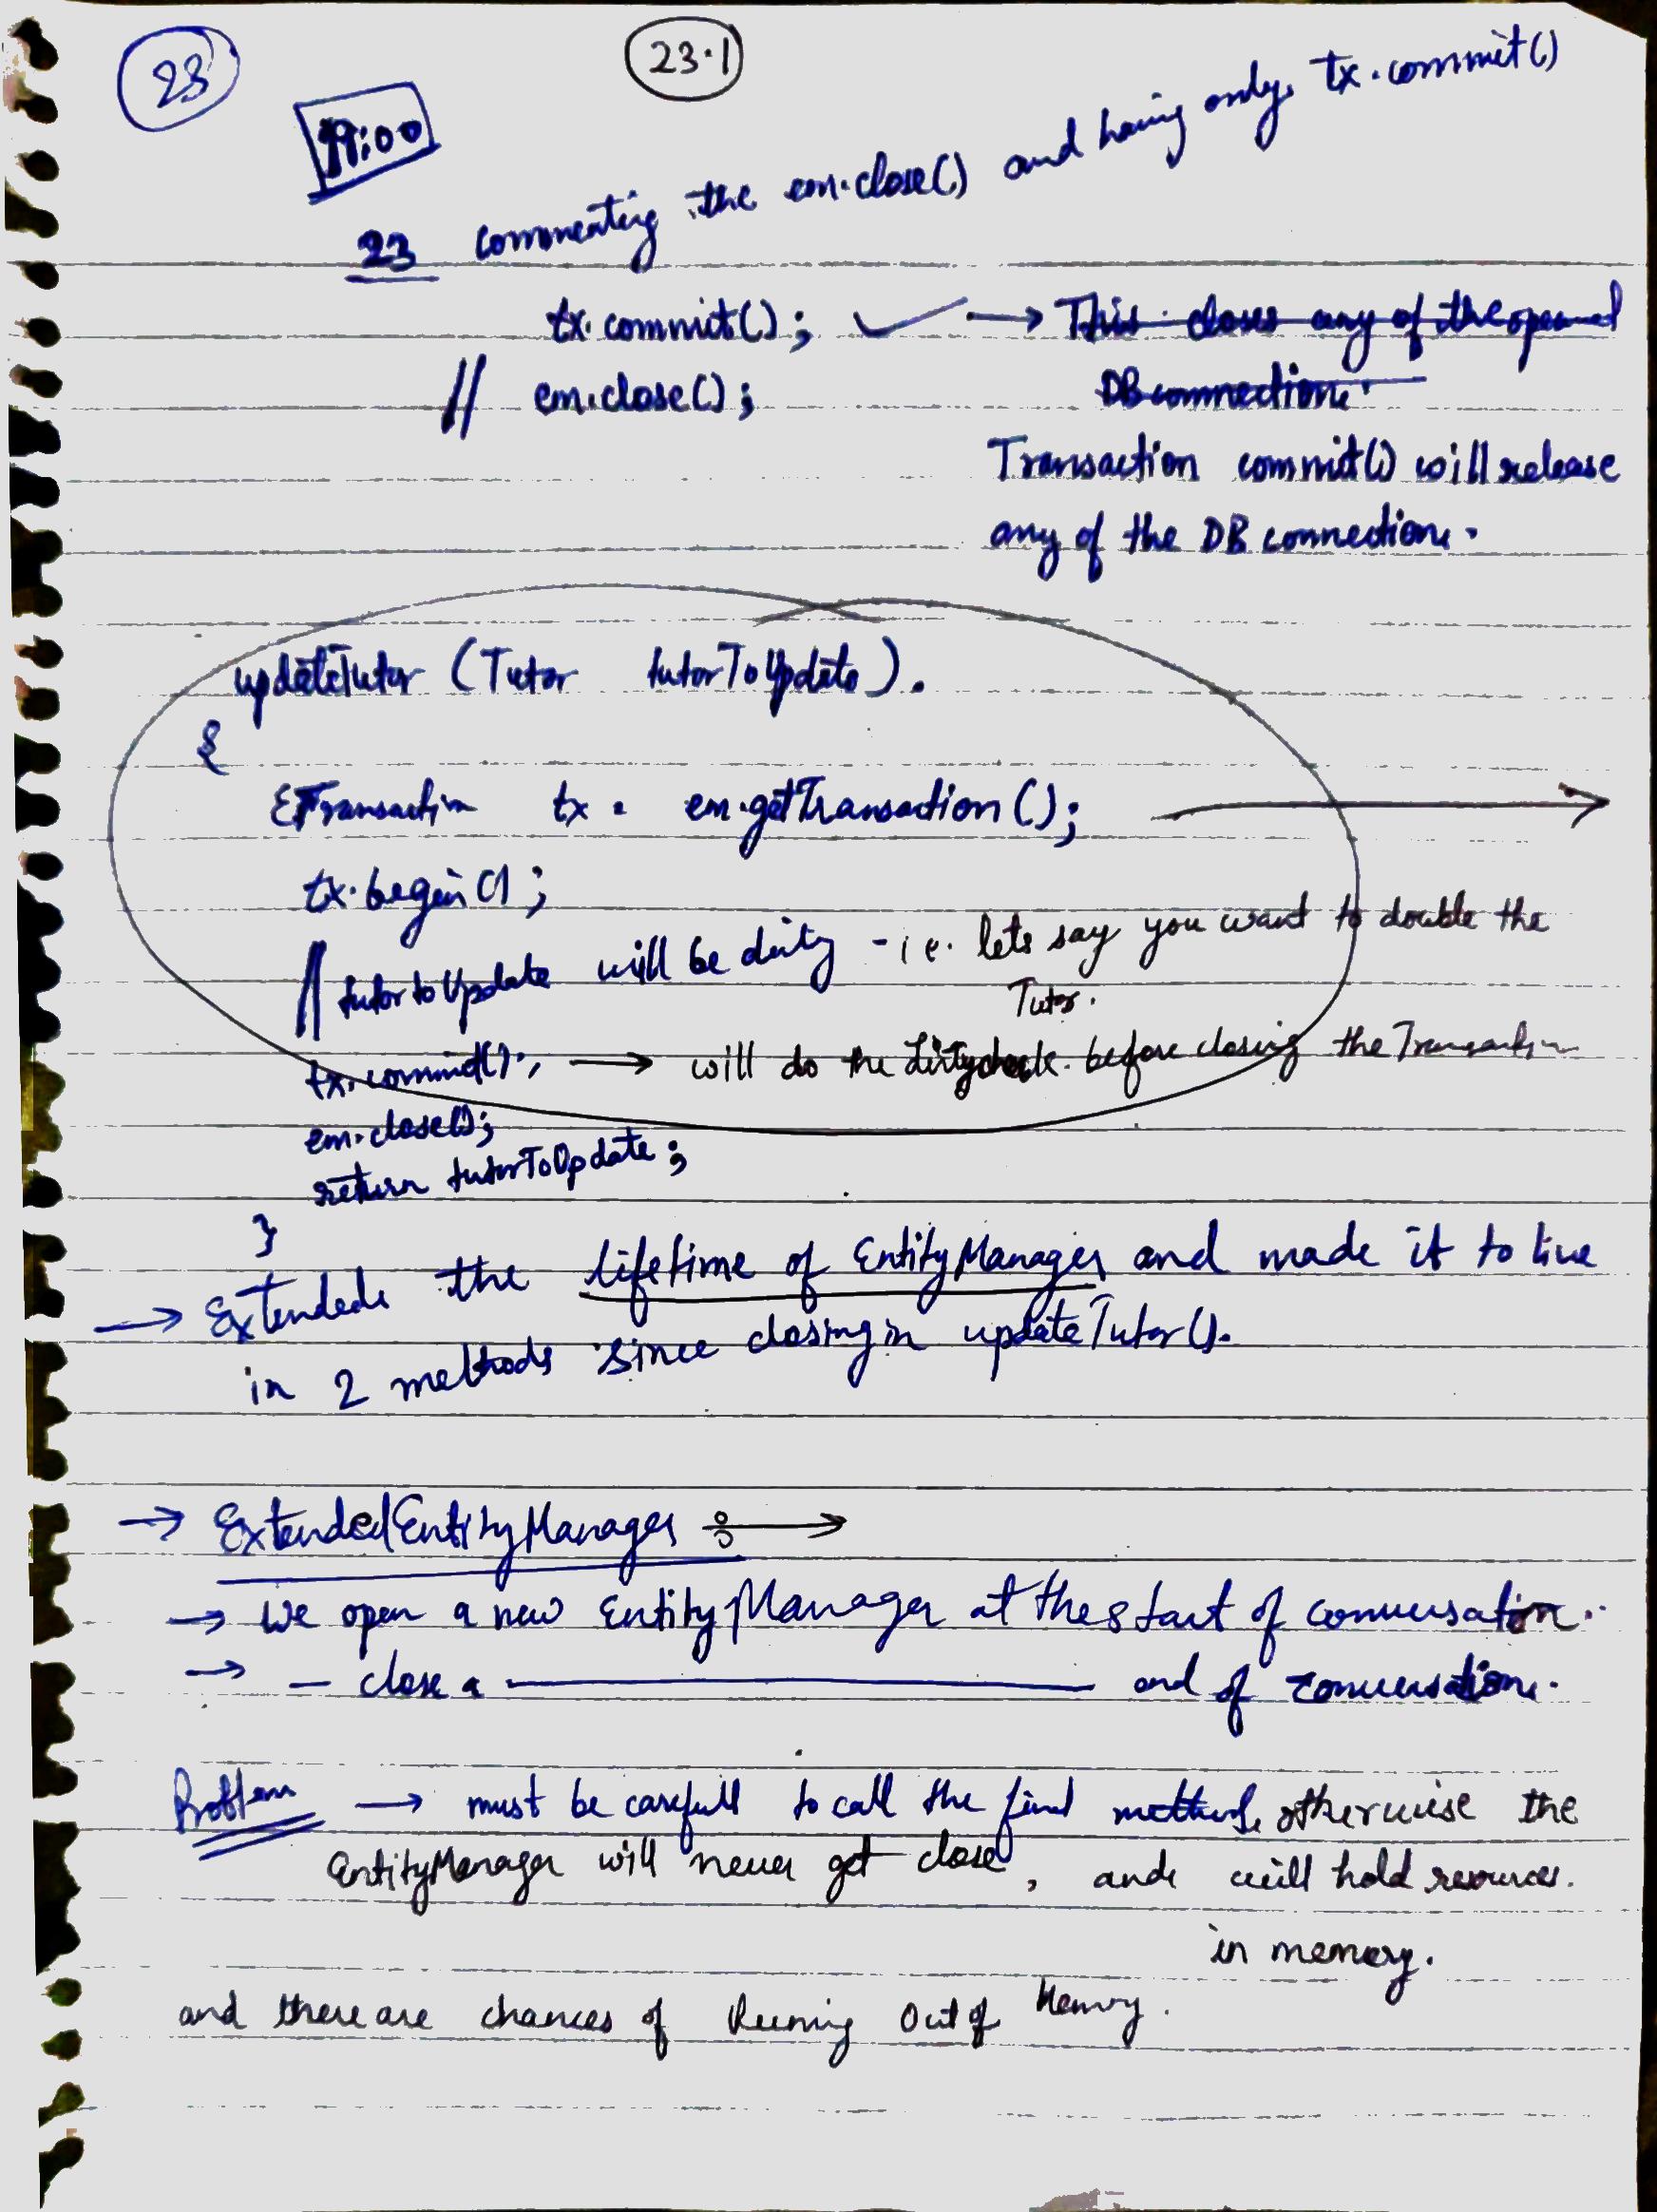 23
23.1
19:00
23 commenting the em.close() and having only tx.commit()
tx.commit(); ✓ → This closes any of the opened
// em.close(); DB connection.
Transaction commit() will release
any of the DB connection.
updateTutor (Tutor tutorToUpdate).
{
ETransaction tx = em.getTransaction(); →
tx.begin();
// tutortoUpdate will be dirty - i.e. lets say you want to double the
Tutor.
tx.commit(); → will do the dirty check before closing the Transaction
em.close();
return tutorToUpdate;
}
→ Extended the lifetime of EntityManager and made it to live
in 2 methods since closing in updateTutor().
→ ExtendedEntityManager : →
→ We open a new EntityManager at the start of conversation.
→ — close a ———— end of conversation.
Problem → must be carefull to call the final method, otherwise the
EntityManager will never get close, and will hold resources.
in memory.
and there are chances of Running Out of Memory.